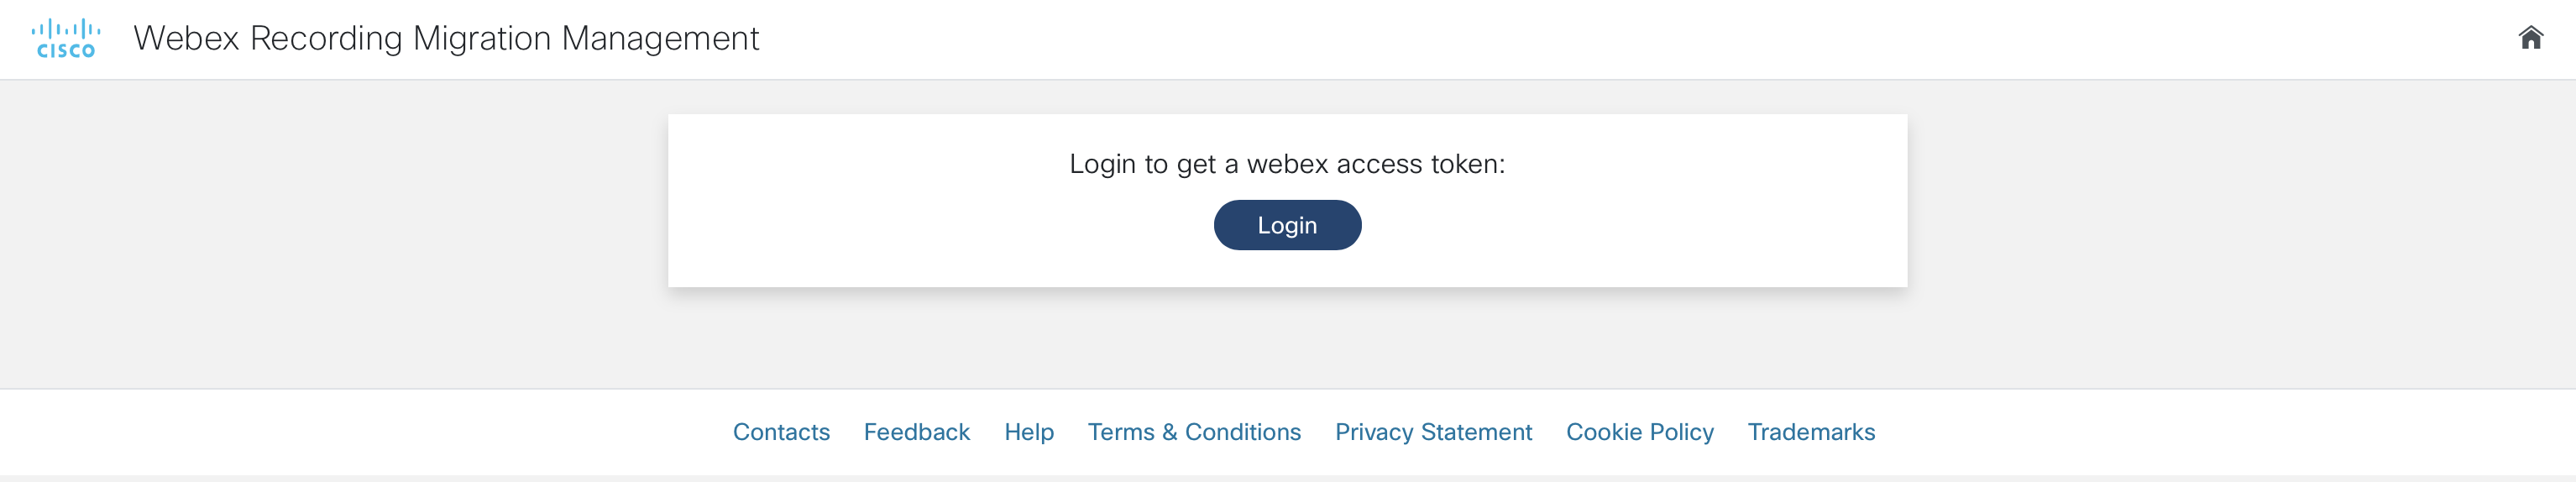 CISCO
Webex Recording Migration Management
Login to get a webex access token:
Login
Contacts Feedback Help Terms & Conditions Privacy Statement Cookie Policy Trademarks